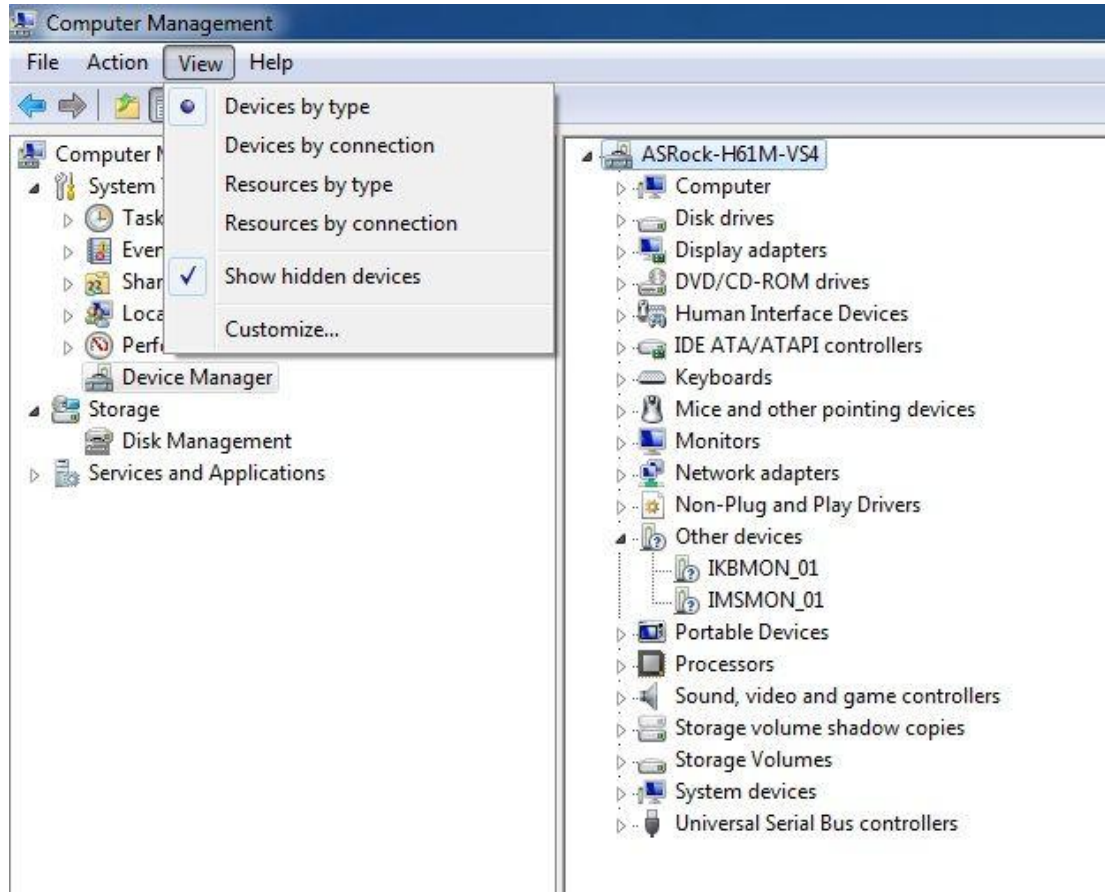 Computer Management
File Action View Help
Devices by type
Devices by connection
Resources by type
Resources by connection
Show hidden devices
Customize...
Computer M
System
Task
Even
Shar
Loca
Perf
Device Manager
Storage
Disk Management
Services and Applications
ASRock-H61M-VS4
Computer
Disk drives
Display adapters
DVD/CD-ROM drives
Human Interface Devices
IDE ATA/ATAPI controllers
Keyboards
Mice and other pointing devices
Monitors
Network adapters
Non-Plug and Play Drivers
Other devices
IKBMON_01
IMSMON_01
Portable Devices
Processors
Sound, video and game controllers
Storage volume shadow copies
Storage Volumes
System devices
Universal Serial Bus controllers